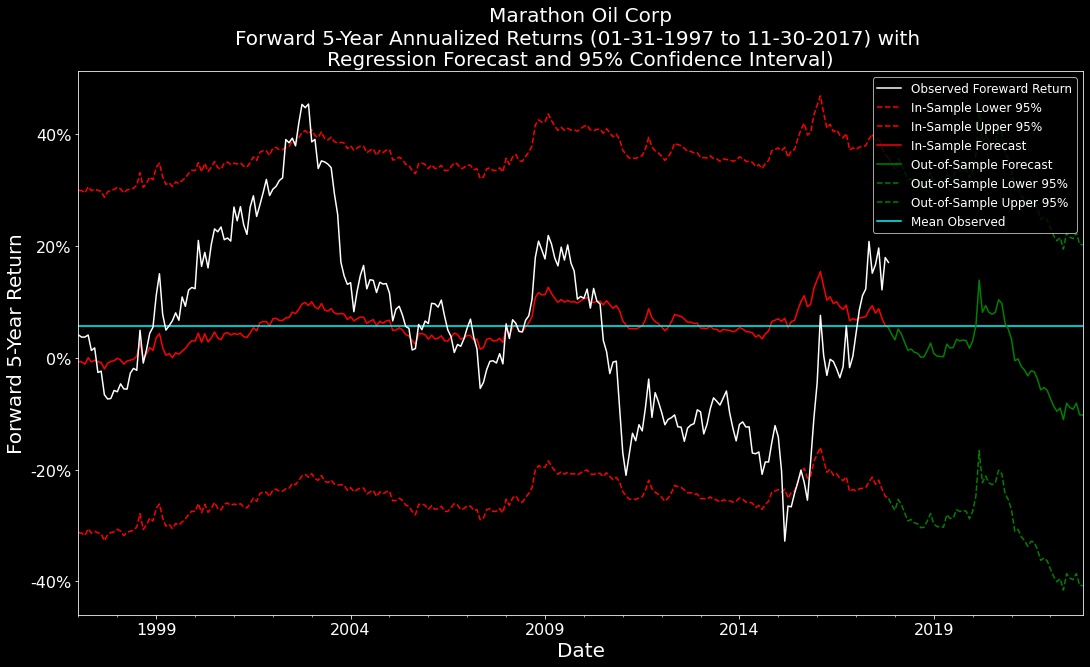 Marathon Oil Corp
Forward 5-Year Annualized Returns (01-31-1997 to 11-30-2017) with
Regression Forecast and 95% Confidence Interval)
Observed Foreward Return
In-Sample Lower 95%
In-Sample Upper 95%
In-Sample Forecast
Out-of-Sample Forecast
Out-of-Sample Lower 95%
Out-of-Sample Upper 95%
Mean Observed
Forward 5-Year Return
40%
20%
0%
-20%
-40%
1999 2004 2009 2014 2019
Date